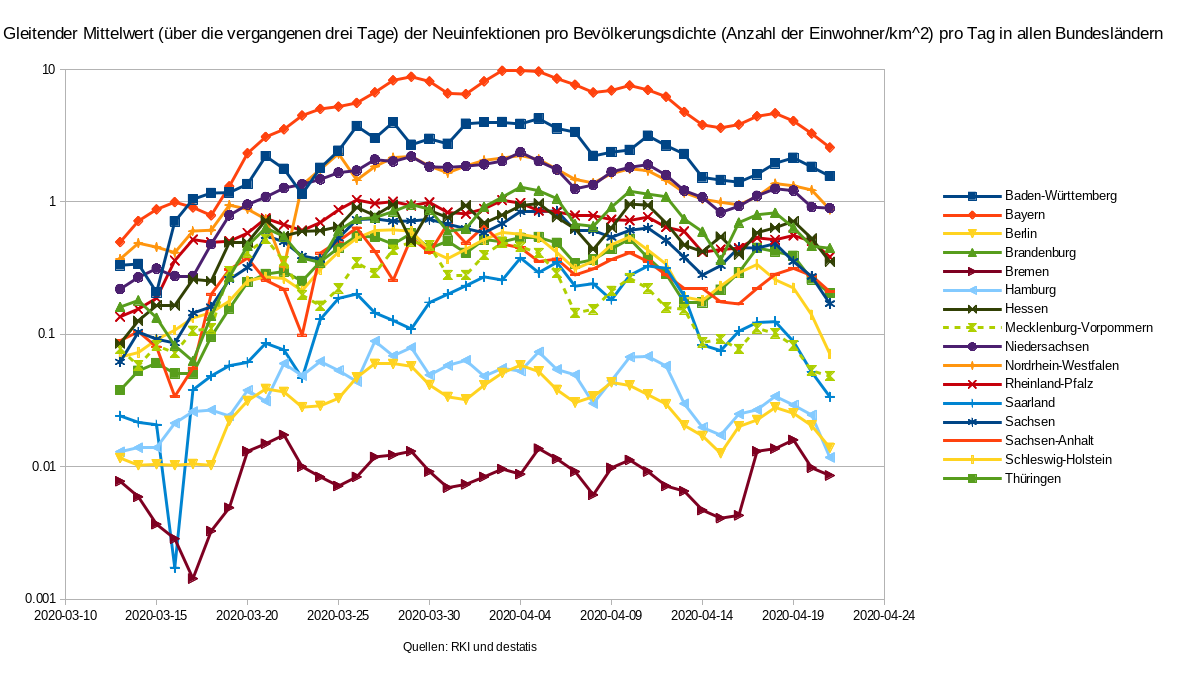 Gleitender Mittelwert (über die vergangenen drei Tage) der Neuinfektionen pro Bevölkerungsdichte (Anzahl der Einwohner/km^2) pro Tag in allen Bundesländern
10
1
0.1
0.01
0.001
2020-03-10 2020-03-15 2020-03-20 2020-03-25 2020-03-30 2020-04-04 2020-04-09 2020-04-14 2020-04-19 2020-04-24
Quellen: RKI und destatis
Baden-Württemberg
Bayern
Berlin
Brandenburg
Bremen
Hamburg
Hessen
Mecklenburg-Vorpommern
Niedersachsen
Nordrhein-Westfalen
Rheinland-Pfalz
Saarland
Sachsen
Sachsen-Anhalt
Schleswig-Holstein
Thüringen